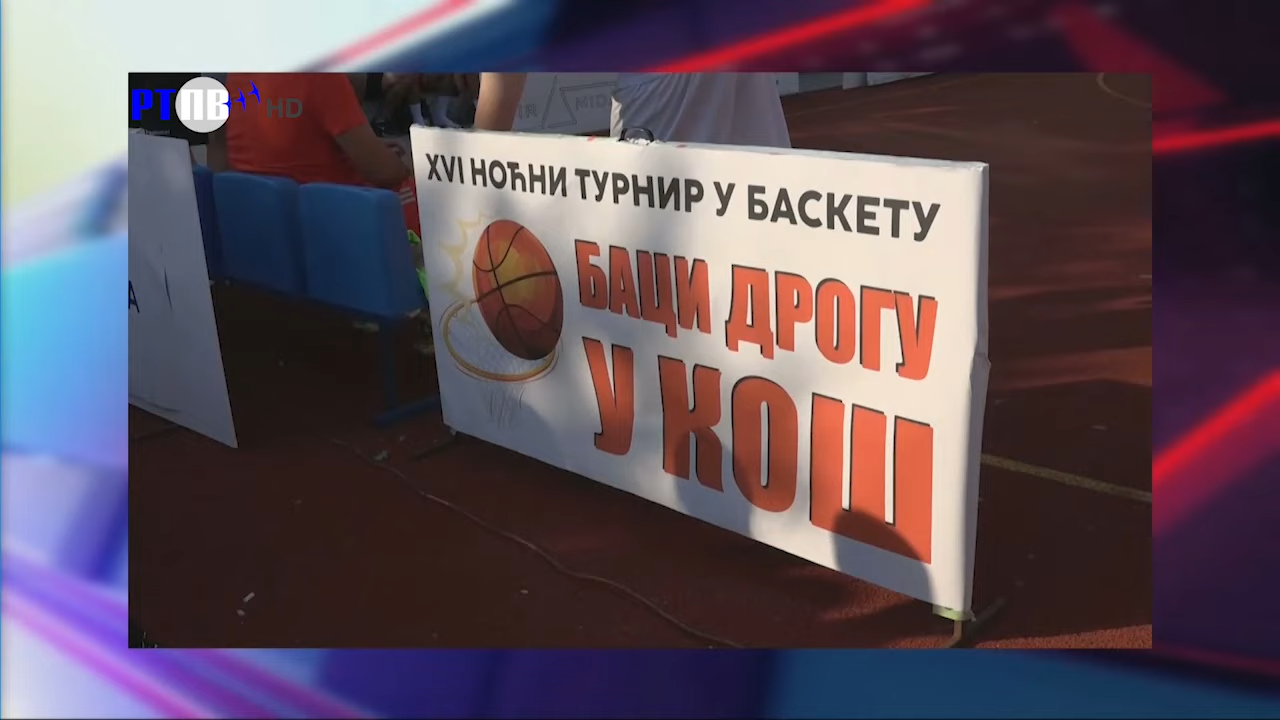 РТПВ HD
XVI НОЋНИ ТУРНИР У БАСКЕТУ
БАЦИ ДРОГУ
У КОШ